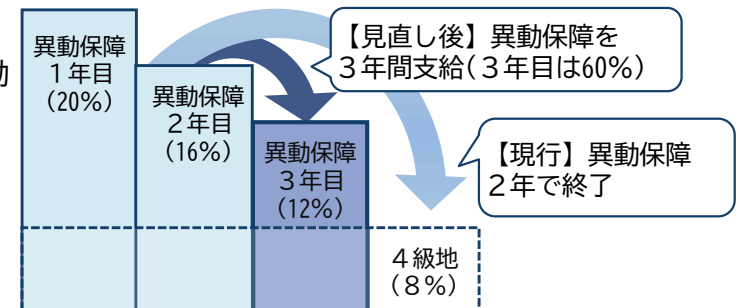 動
異動保障
１年目
(20%)
異動保障
２年目
(16%)
異動保障
３年目
(12%)
４級地
(８%)
【見直し後】異動保障を
３年間支給(３年目は60%)
【現行】異動保障
２年で終了